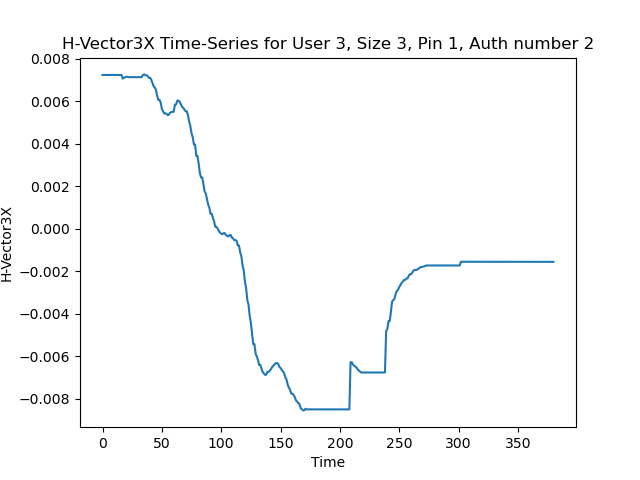 H-Vector3X Time-Series for User 3, Size 3, Pin 1, Auth number 2
0.008
0.006
0.004
0.002
0.000
−0.002
−0.004
−0.006
−0.008
H-Vector3X
0 50 100 150 200 250 300 350
Time